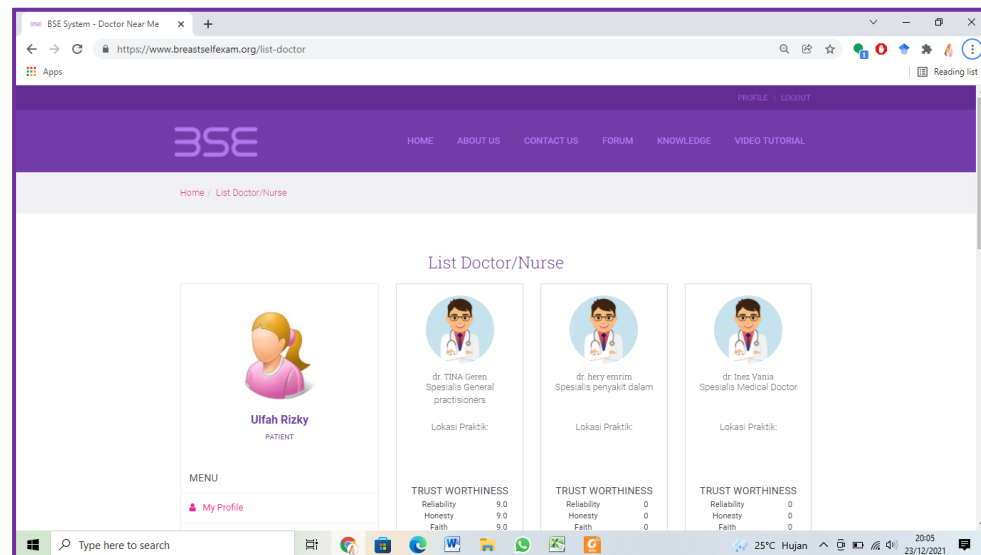 BSE System - Doctor Near Me
https://www.breastselfexam.org/list-doctor
Apps
Reading list
PROFILE | LOGOUT
BSE
HOME ABOUT US CONTACT US FORUM KNOWLEDGE VIDEO TUTORIAL
Home / List Doctor/Nurse
List Doctor/Nurse
Ulfah Rizky
PATIENT
MENU
My Profile
dr. TINA Geren
Spesialis General
practisioners
Lokasi Praktik:
TRUST WORTHINESS
Reliability 9.0
Honesty 9.0
Faith 9.0
dr. hery emrim
Spesialis penyakit dalam
Lokasi Praktik:
TRUST WORTHINESS
Reliability 0
Honesty 0
Faith 0
dr. Inez Vania
Spesialis Medical Doctor
Lokasi Praktik:
TRUST WORTHINESS
Reliability 0
Honesty 0
Faith 0
Type here to search
25°C Hujan
20:05
23/12/2021